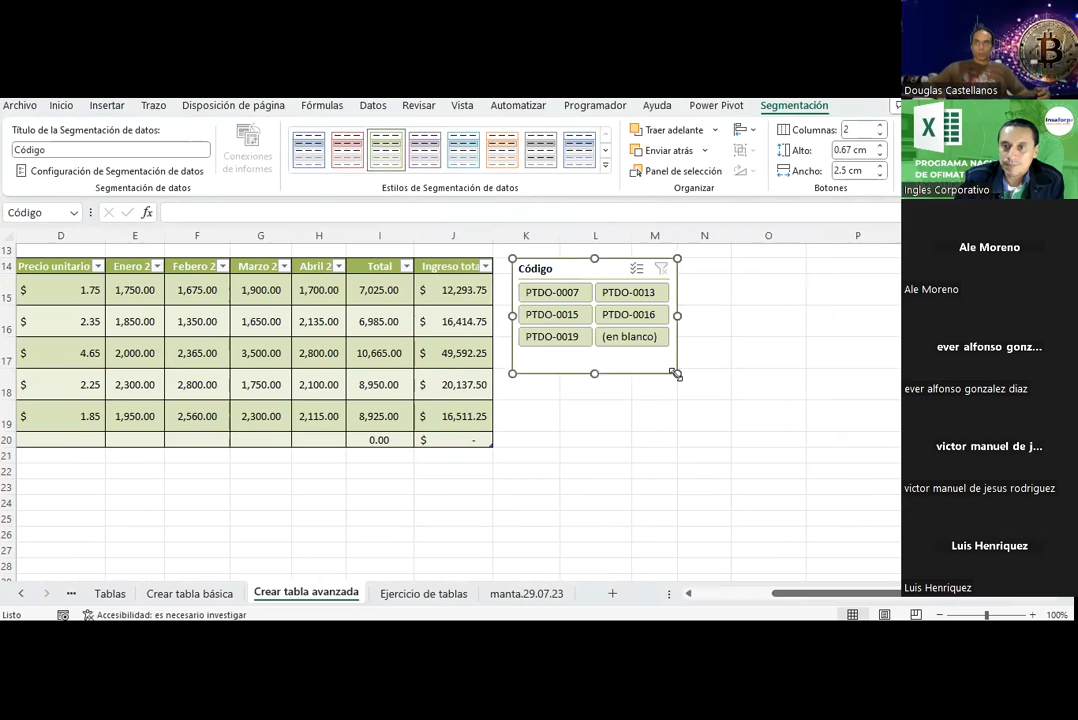 Archivo Inicio Insertar Trazo Disposición de página Fórmulas Datos Revisar Vista Automatizar Programador Ayuda Power Pivot Segmentación
Título de la Segmentación de datos:
Código
Configuración de Segmentación de datos
Segmentación de datos
Conexiones de informes
Estilos de Segmentación de datos
Traer adelante
Enviar atrás
Panel de selección
Organizar
Columnas: 2
Alto: 0.67 cm
Ancho: 2.5 cm
Botones
Código fx
D E F G H I J K L M N O P
13
14 Precio unitario Enero 2 Febero 2 Marzo 2 Abril 2 Total Ingreso tota
15 $ 1.75 1,750.00 1,675.00 1,900.00 1,700.00 7,025.00 $ 12,293.75
16 $ 2.35 1,850.00 1,350.00 1,650.00 2,135.00 6,985.00 $ 16,414.75
17 $ 4.65 2,000.00 2,365.00 3,500.00 2,800.00 10,665.00 $ 49,592.25
18 $ 2.25 2,300.00 2,800.00 1,750.00 2,100.00 8,950.00 $ 20,137.50
19 $ 1.85 1,950.00 2,560.00 2,300.00 2,115.00 8,925.00 $ 16,511.25
20 0.00 $ -
21
22
23
24
25
26
27
28
Código
PTDO-0007 PTDO-0013
PTDO-0015 PTDO-0016
PTDO-0019 (en blanco)
Tablas Crear tabla básica Crear tabla avanzada Ejercicio de tablas manta.29.07.23
Listo Accesibilidad: es necesario investigar 100%
Douglas Castellanos
Insaforp
PROGRAMA NAC
DE OFIMÁT
Ingles Corporativo
Ale Moreno
Ale Moreno
ever alfonso gonz...
ever alfonso gonzalez diaz
victor manuel de j...
victor manuel de jesus rodriguez
Luis Henriquez
Luis Henriquez